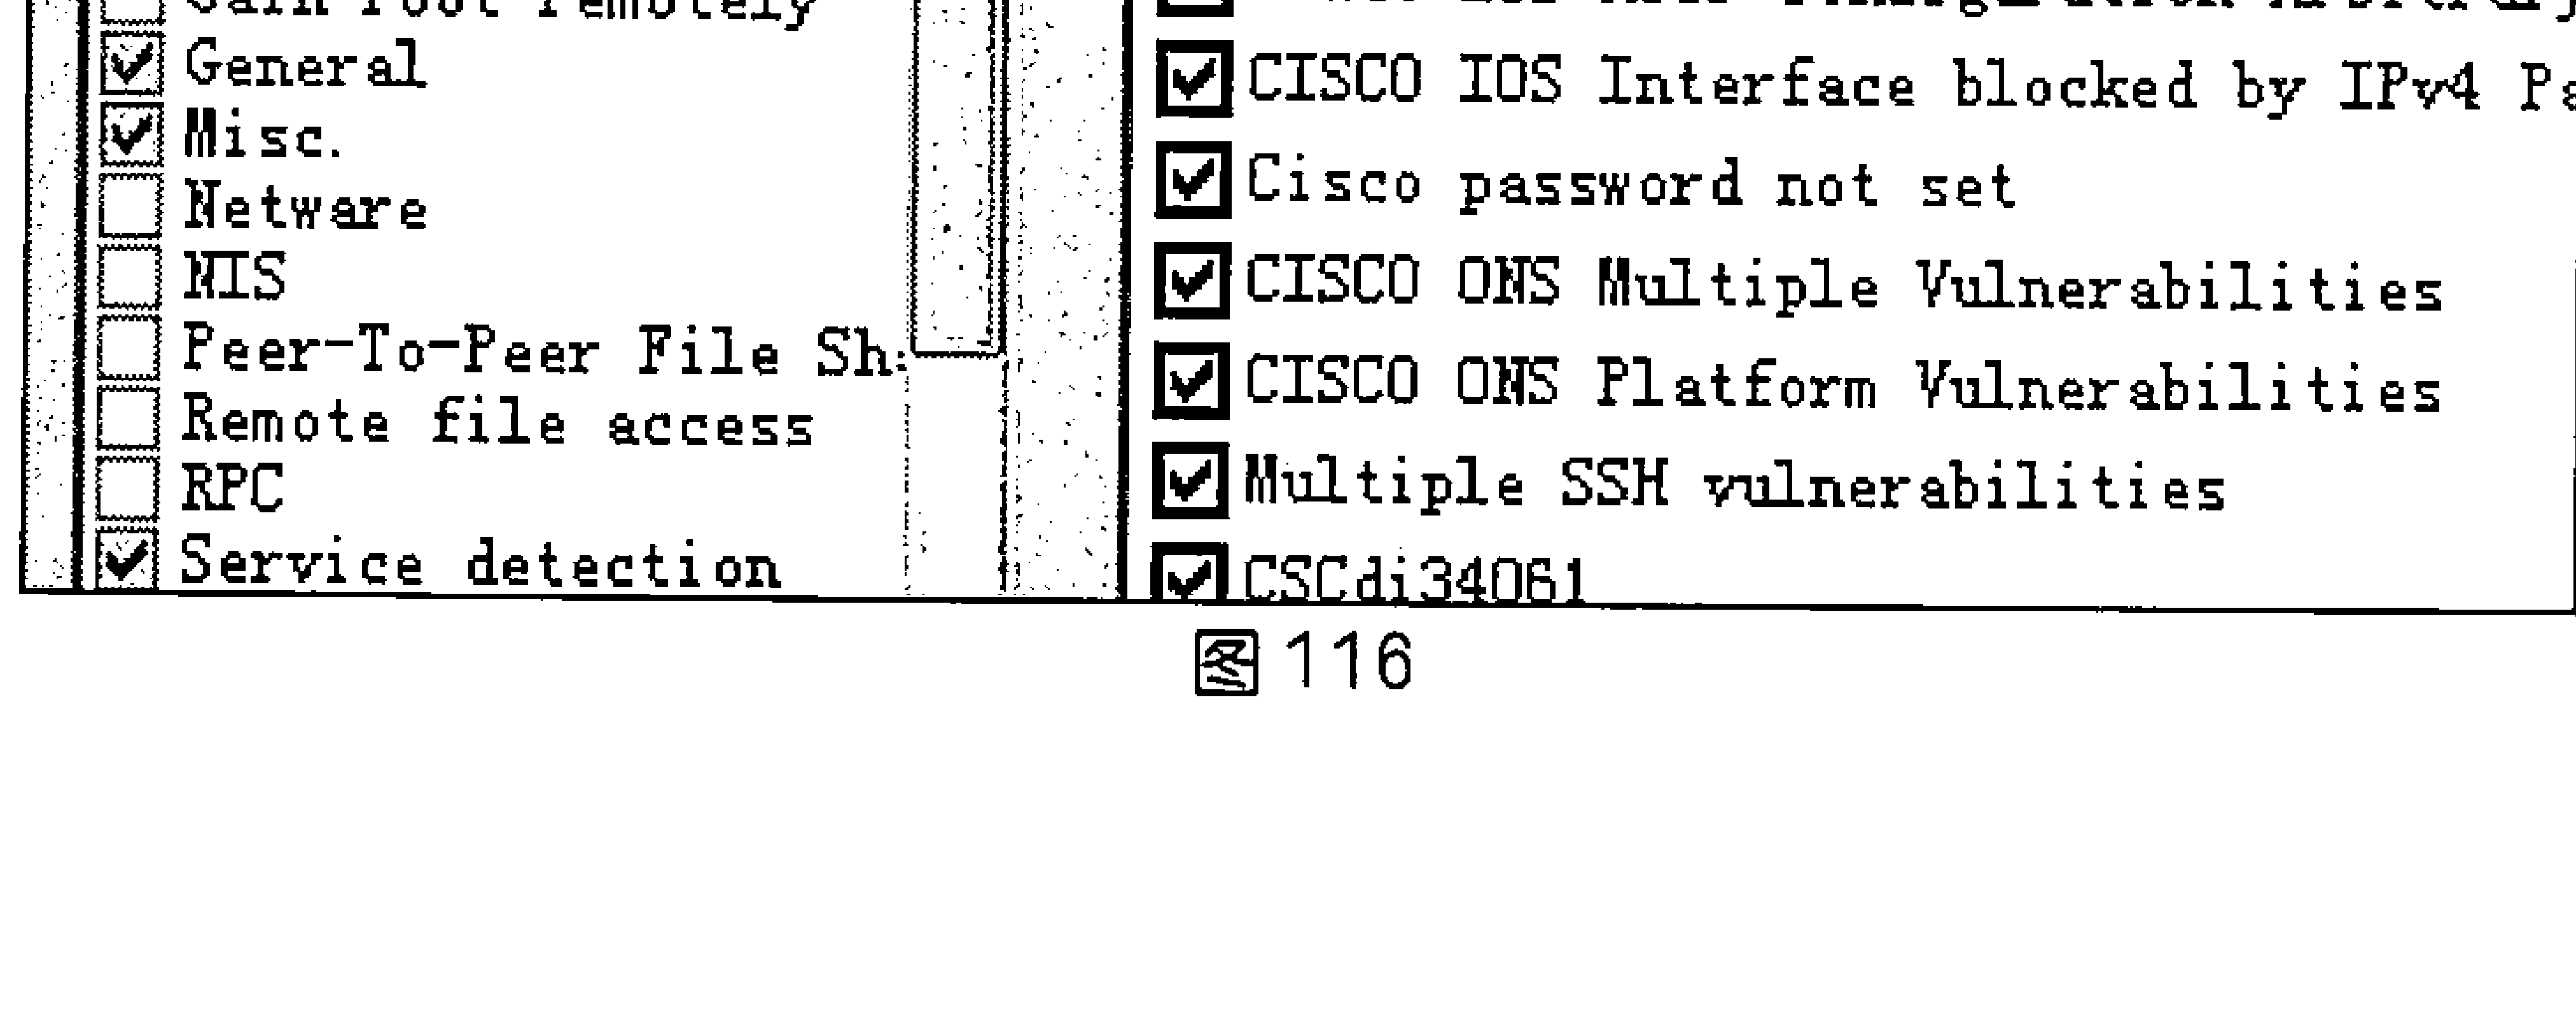 root remotely
General
Misc.
Netware
NIS
Peer-To-Peer File Sh
Remote file access
RPC
Service detection
CISCO IOS Interface blocked by IPv4
Cisco password not set
CISCO ONS Multiple Vulnerabilities
CISCO ONS Platform Vulnerabilities
Multiple SSH vulnerabilities
CSCdi34061
图116